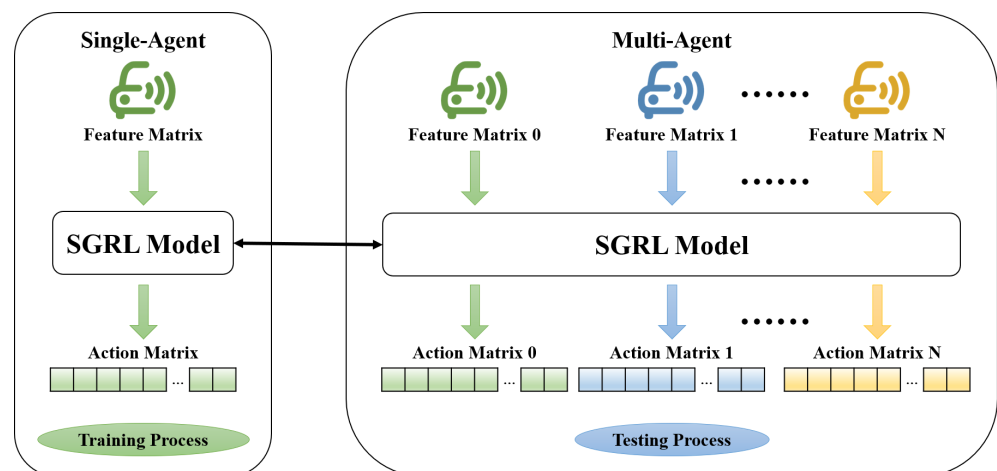 Single-Agent
Feature Matrix
SGRL Model
Action Matrix
...
Training Process
Multi-Agent
......
Feature Matrix 0
Feature Matrix 1
Feature Matrix N
......
SGRL Model
......
Action Matrix 0
Action Matrix 1
Action Matrix N
...
...
...
Testing Process